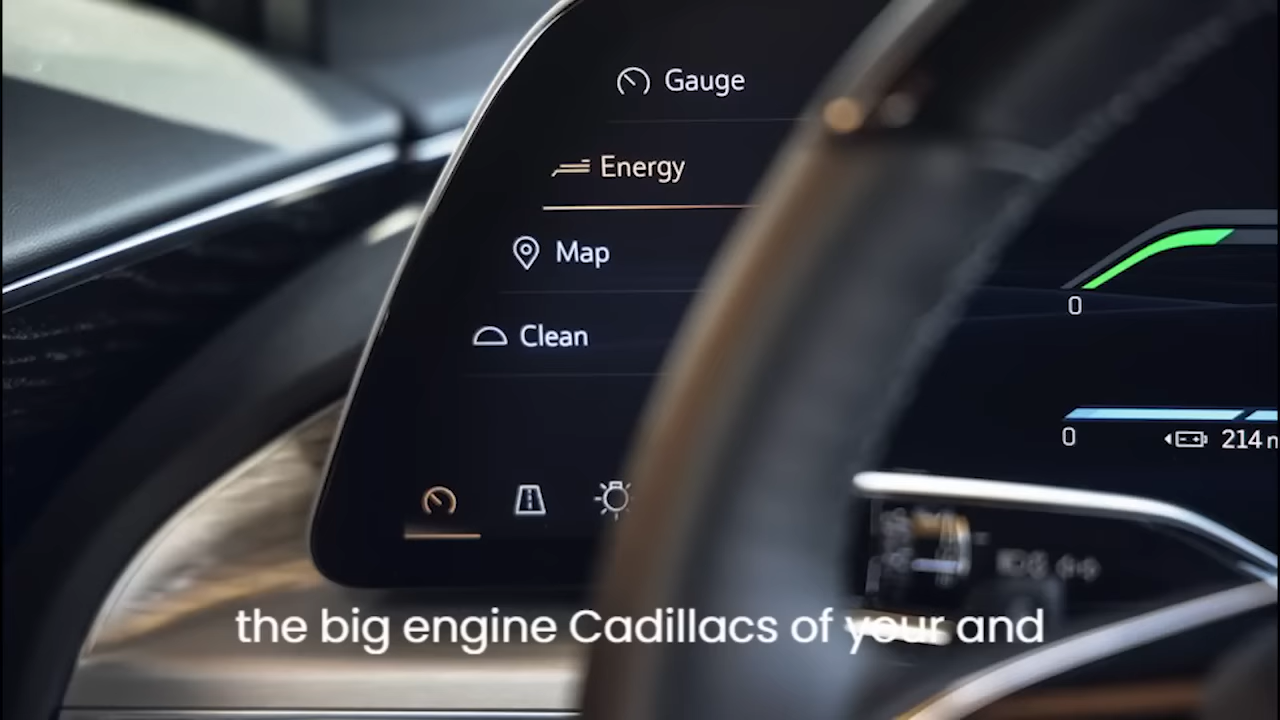 Gauge
Energy
Map
Clean
0
0
214
the big engine Cadillacs of your and